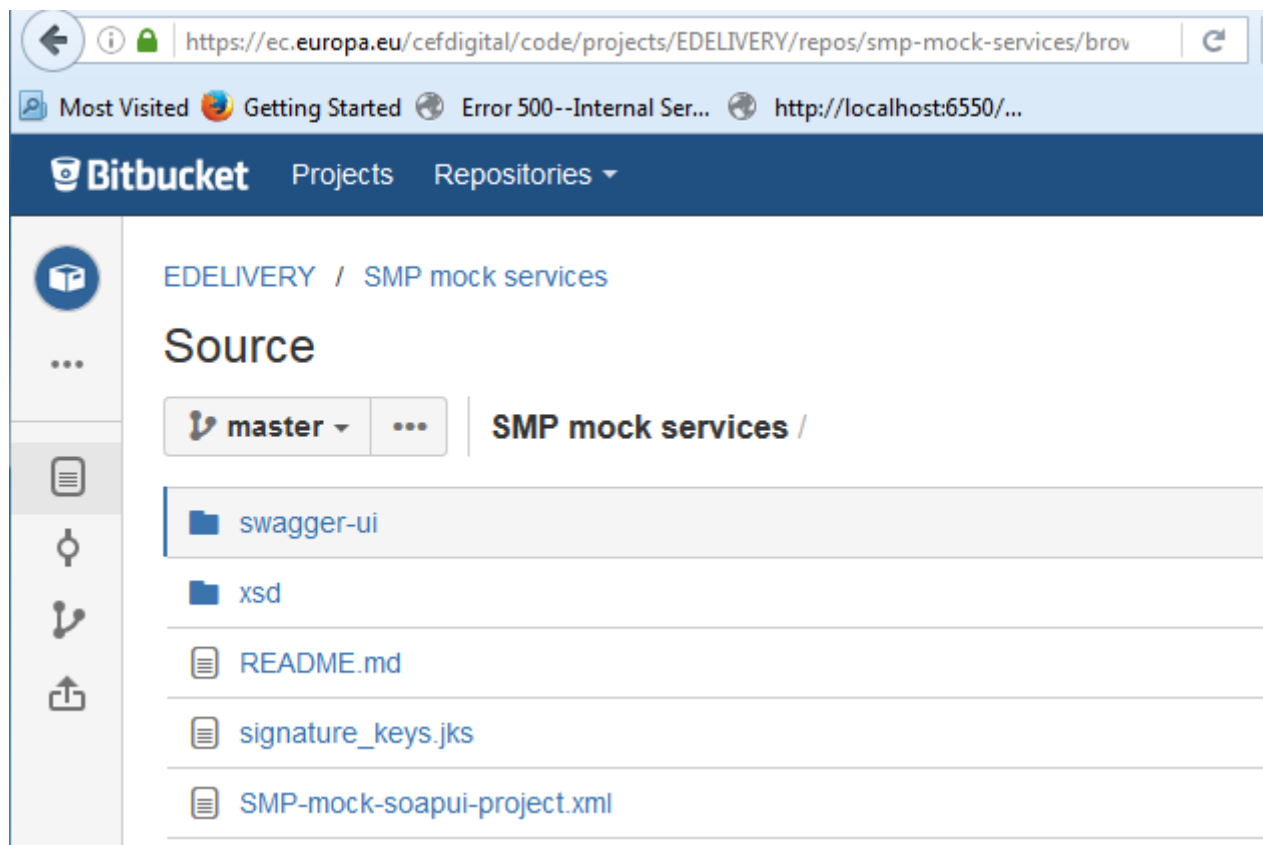 https://ec.europa.eu/cefdigital/code/projects/EDELIVERY/repos/smp-mock-services/brow
Most Visited Getting Started Error 500--Internal Ser... http://localhost:6550/...
Bitbucket Projects Repositories
EDELIVERY / SMP mock services
Source
master SMP mock services /
swagger-ui
xsd
README.md
signature_keys.jks
SMP-mock-soapui-project.xml